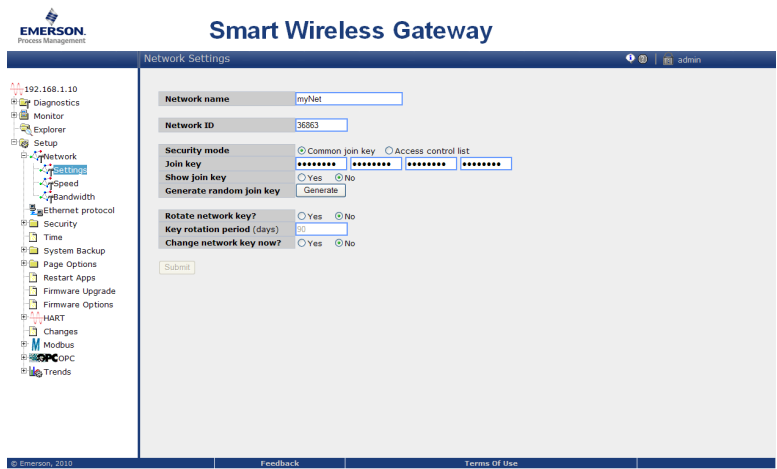 EMERSON.
Process Management
Smart Wireless Gateway
Network Settings
admin
192.168.1.10
Diagnostics
Monitor
Explorer
Setup
Network
Settings
Speed
Bandwidth
Ethernet protocol
Security
Time
System Backup
Page Options
Restart Apps
Firmware Upgrade
Firmware Options
HART
Changes
Modbus
OPC OPC
Trends
Network name myNet
Network ID 36863
Security mode Common join key Access control list
Join key •••••••• •••••••• •••••••• ••••••••
Show join key Yes No
Generate random join key Generate
Rotate network key? Yes No
Key rotation period (days) 90
Change network key now? Yes No
Submit
© Emerson, 2010 Feedback Terms Of Use